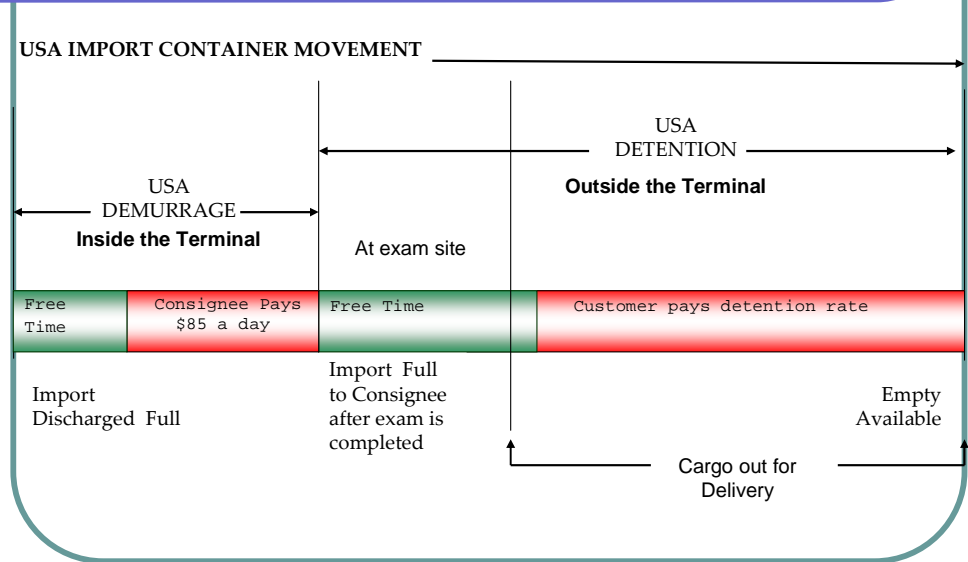 USA IMPORT CONTAINER MOVEMENT
USA
DETENTION
Outside the Terminal
USA
DEMURRAGE
Inside the Terminal
At exam site
Free
Time
Consignee Pays
$85 a day
Free Time
Customer pays detention rate
Import
Discharged Full
Import Full
to Consignee
after exam is
completed
Empty
Available
Cargo out for
Delivery